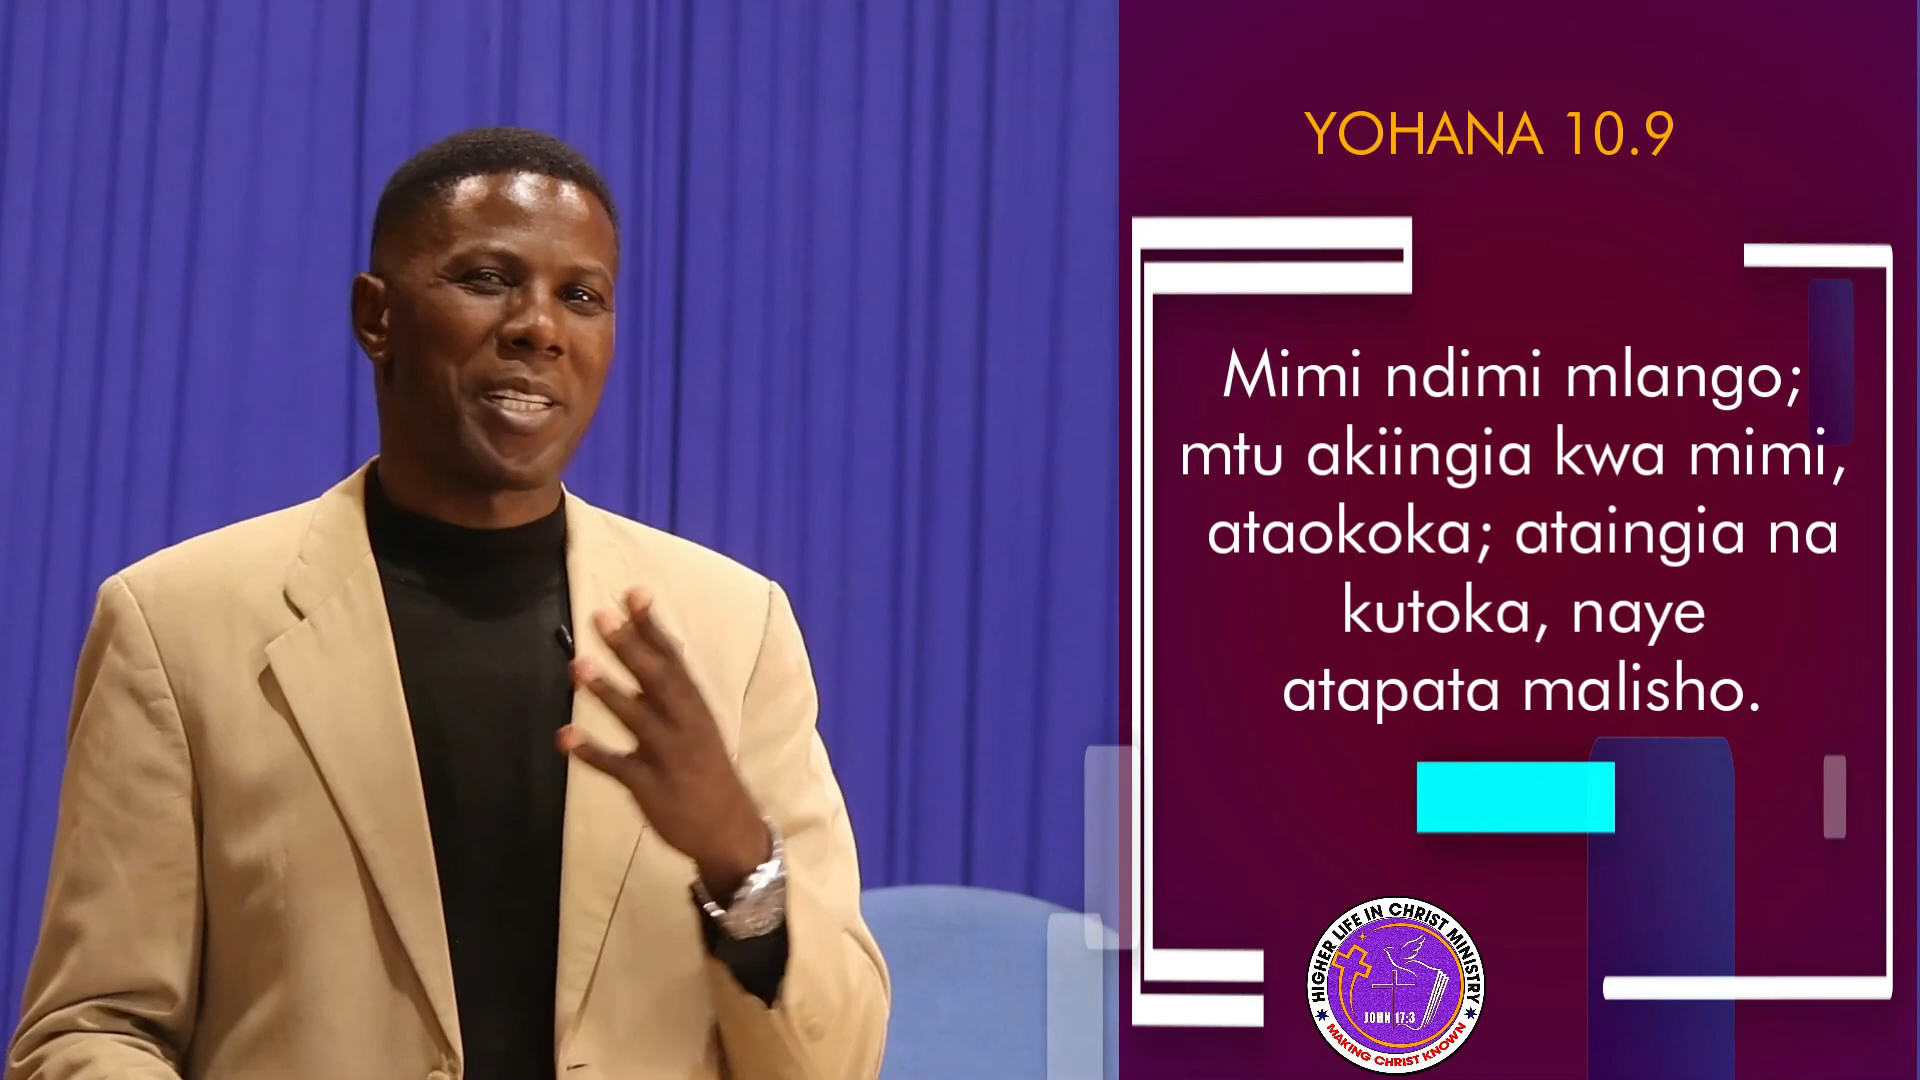 YOHANA 10.9
Mimi ndimi mlango;
mtu akiingia kwa mimi,
ataokoka; ataingia na
kutoka, naye
atapata malisho.
HIGHER LIFE IN CHRIST MINISTRY
JOHN 17:3
MAKING CHRIST KNOWN